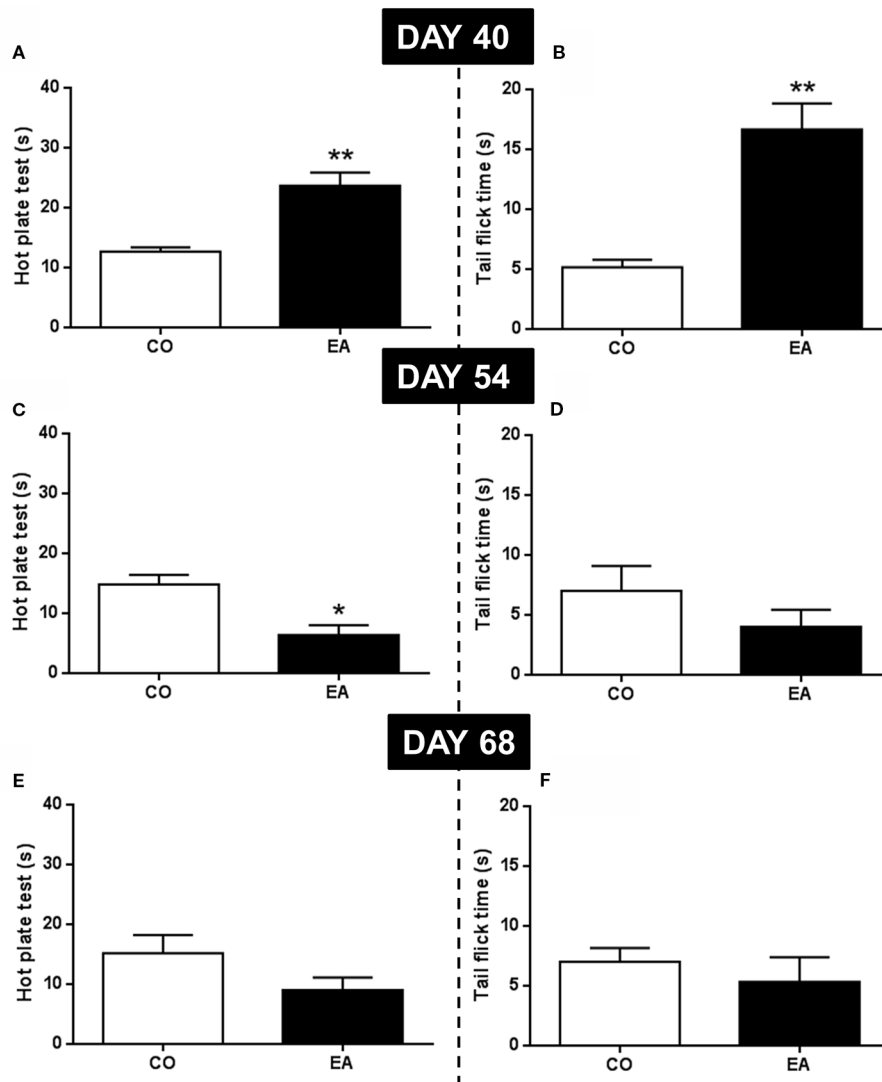 DAY 40
A
Hot plate test (s)
40
30
20
10
0
**
CO
EA
B
Tail flick time (s)
20
15
10
5
0
**
CO
EA
DAY 54
C
Hot plate test (s)
40
30
20
10
0
*
CO
EA
D
Tail flick time (s)
20
15
10
5
0
CO
EA
DAY 68
E
Hot plate test (s)
40
30
20
10
0
CO
EA
F
Tail flick time (s)
20
15
10
5
0
CO
EA